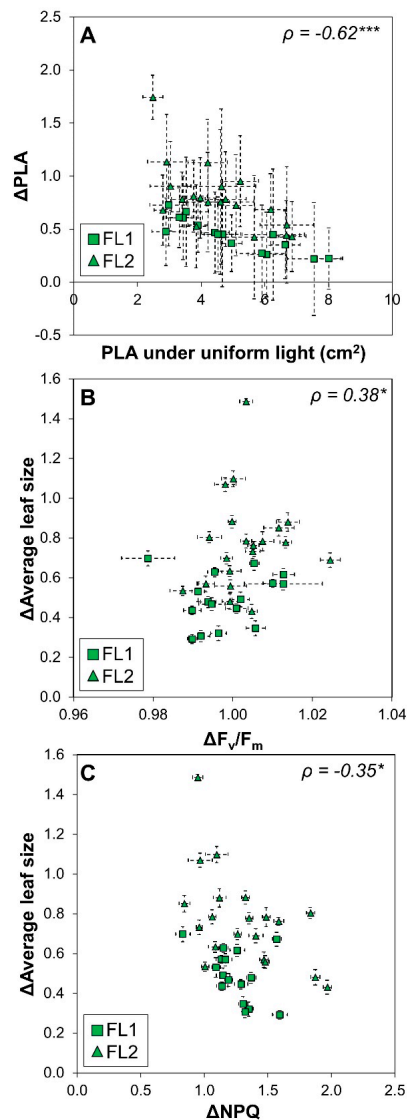 A
ρ = -0.62***
2.5
2.0
1.5
1.0
0.5
0.0
-0.5
ΔPLA
FL1
FL2
0 2 4 6 8 10
PLA under uniform light (cm²)
B
ρ = 0.38*
1.6
1.4
1.2
1.0
0.8
0.6
0.4
0.2
0.0
ΔAverage leaf size
FL1
FL2
0.96 0.98 1.00 1.02 1.04
ΔFv/Fm
C
ρ = -0.35*
1.6
1.4
1.2
1.0
0.8
0.6
0.4
0.2
0.0
ΔAverage leaf size
FL1
FL2
0.0 0.5 1.0 1.5 2.0 2.5
ΔNPQ